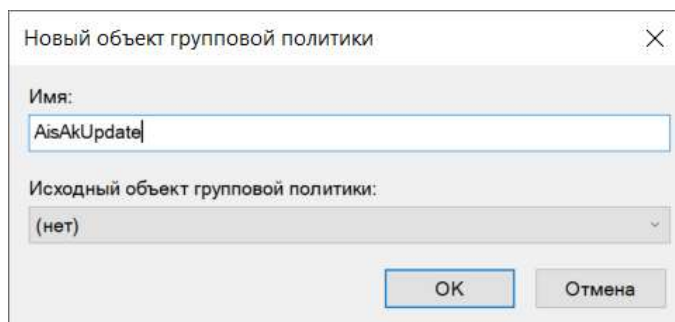 Новый объект групповой политики
Имя:
AisAkUpdate
Исходный объект групповой политики:
(нет)
OK Отмена